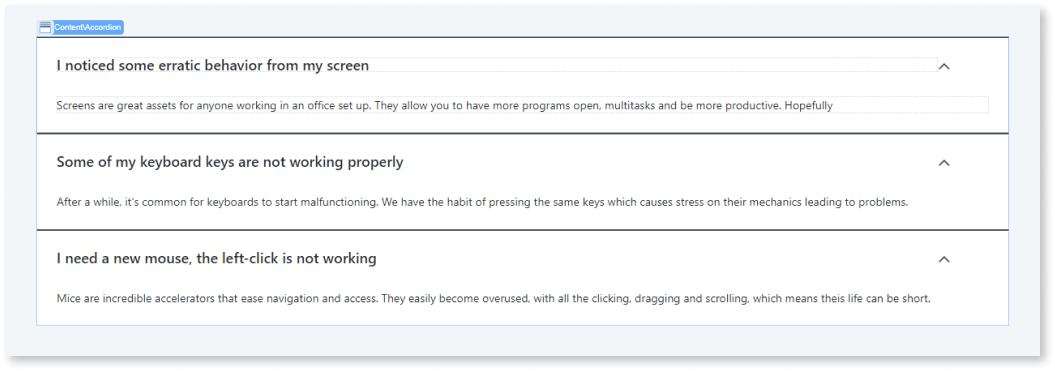 Content\Accordion
I noticed some erratic behavior from my screen
Screens are great assets for anyone working in an office set up. They allow you to have more programs open, multitasks and be more productive. Hopefully
Some of my keyboard keys are not working properly
After a while, it's common for keyboards to start malfunctioning. We have the habit of pressing the same keys which causes stress on their mechanics leading to problems.
I need a new mouse, the left-click is not working
Mice are incredible accelerators that ease navigation and access. They easily become overused, with all the clicking, dragging and scrolling, which means theis life can be short.